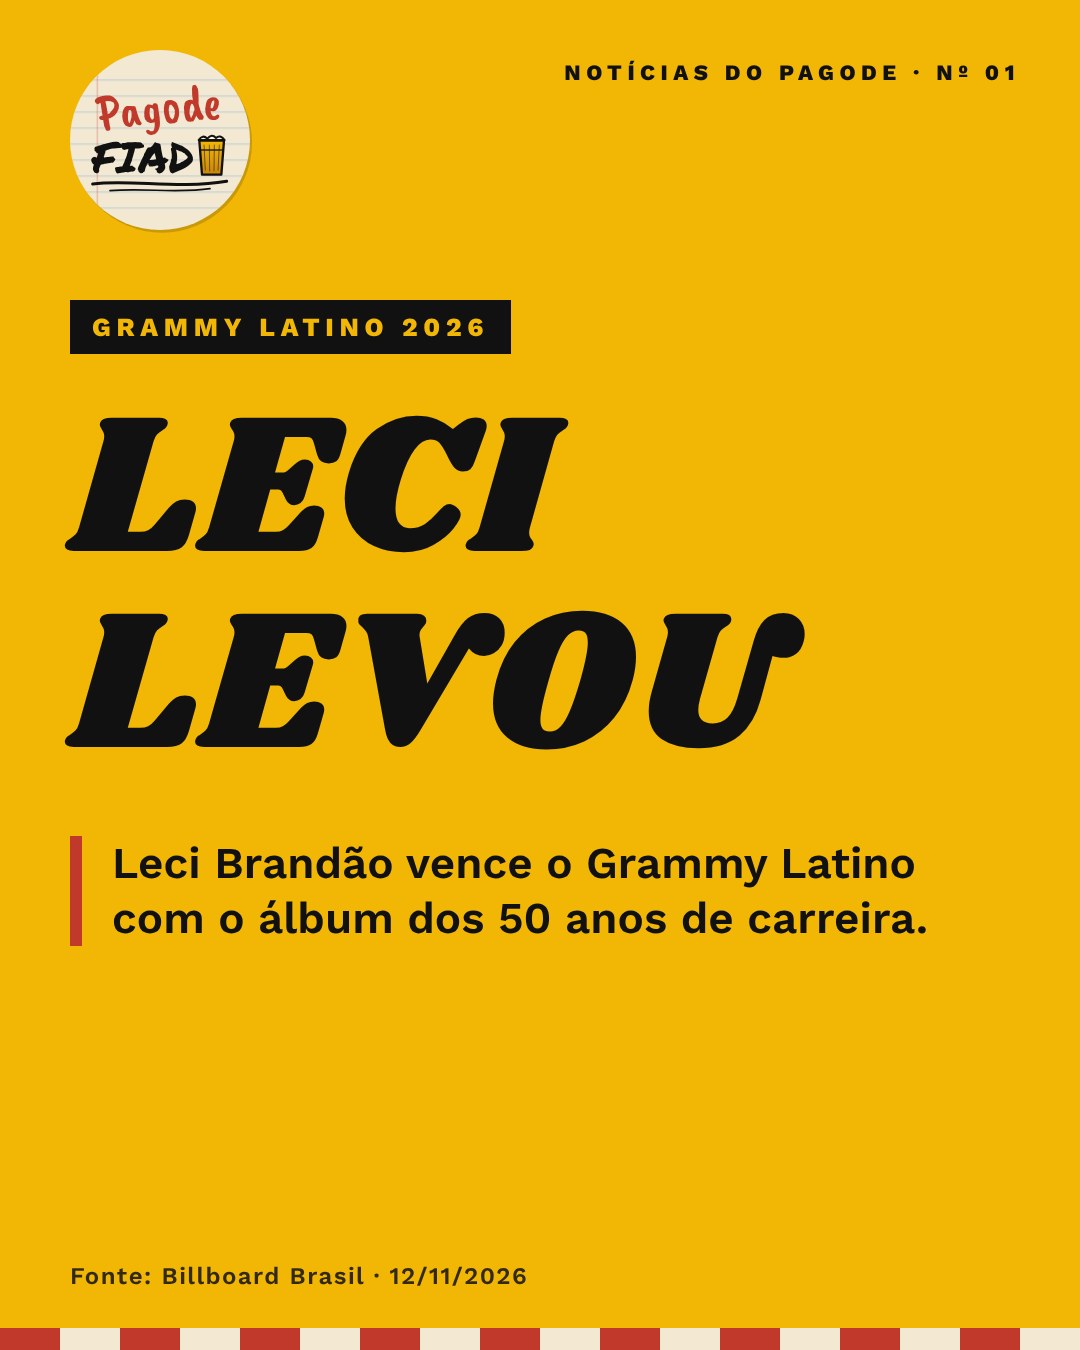 Pagode
FIAD
NOTÍCIAS DO PAGODE · Nº 01
GRAMMY LATINO 2026
LECI
LEVOU
Leci Brandão vence o Grammy Latino
com o álbum dos 50 anos de carreira.
Fonte: Billboard Brasil · 12/11/2026